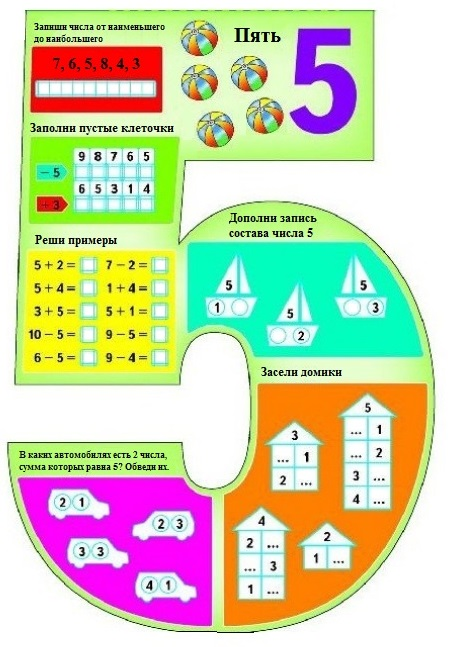 Запиши числа от наименьшего
до наибольшего
7, 6, 5, 8, 4, 3
Пять
5
Заполни пустые клеточки
9 8 7 6 5
− 5
6 5 3 1 4
+ 3
Реши примеры
5 + 2 = 7 − 2 =
5 + 4 = 1 + 4 =
3 + 5 = 5 + 1 =
10 − 5 = 9 − 5 =
6 − 5 = 9 − 4 =
Дополни запись
состава числа 5
5
1
5
2
5
3
Засели домики
3
... 1
2 ...
5
... 1
... 2
3 ...
4 ...
4
2 ...
... 3
1 ...
2
1 ...
В каких автомобилях есть 2 числа,
сумма которых равна 5? Обведи их.
2 1
2 3
3 3
4 1